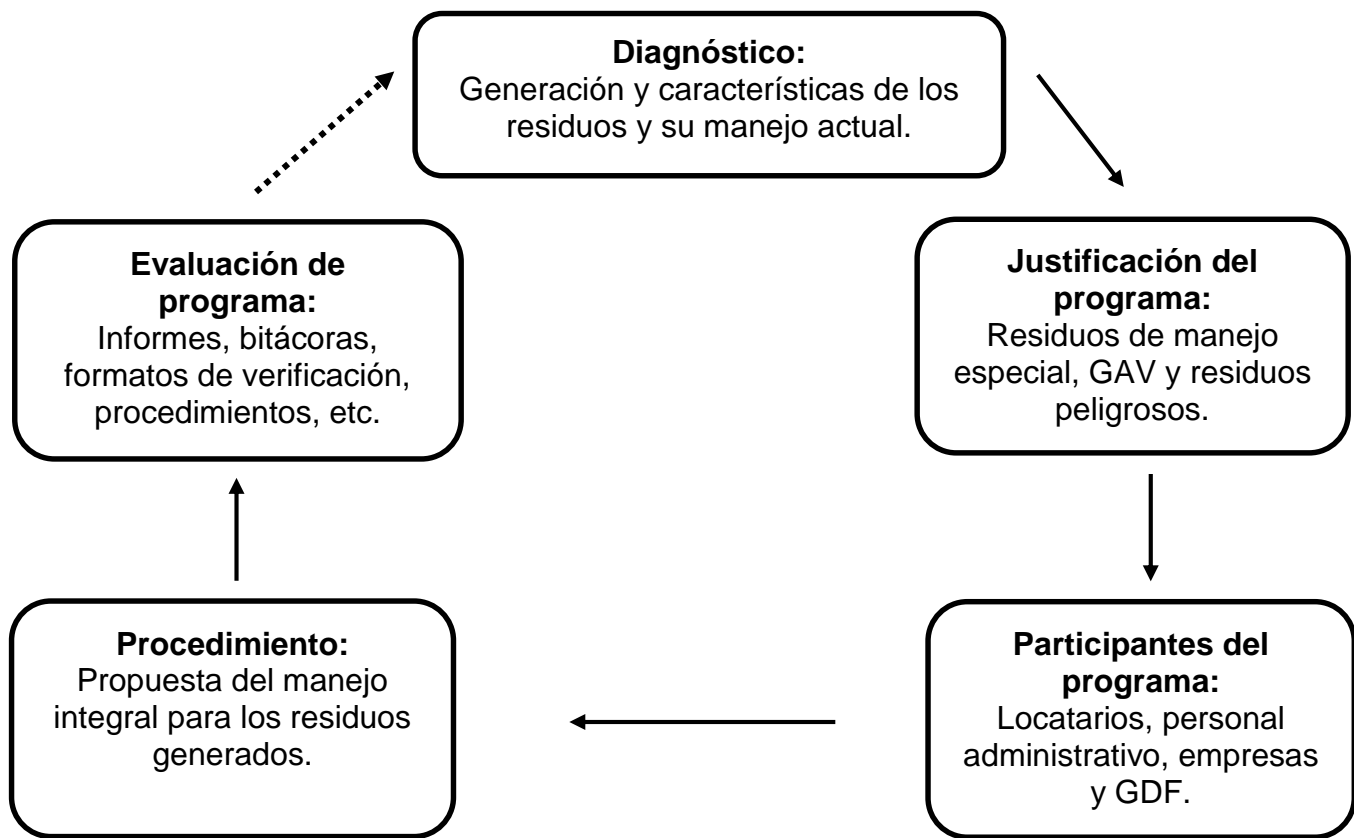 Diagnóstico:
Generación y características de los
residuos y su manejo actual.
Justificación del
programa:
Residuos de manejo
especial, GAV y residuos
peligrosos.
Participantes del
programa:
Locatarios, personal
administrativo, empresas
y GDF.
Procedimiento:
Propuesta del manejo
integral para los residuos
generados.
Evaluación de
programa:
Informes, bitácoras,
formatos de verificación,
procedimientos, etc.